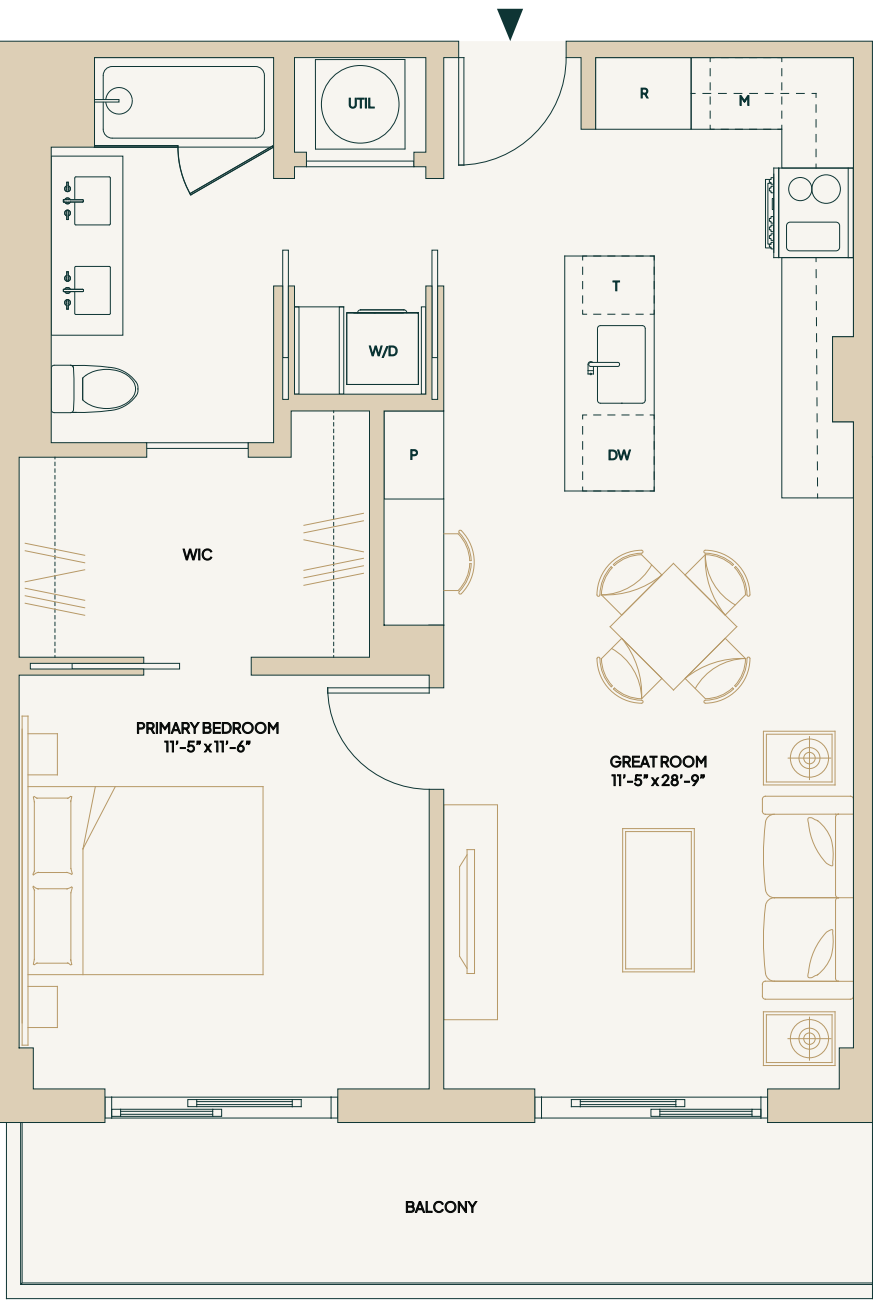 UTIL
R
M
T
W/D
P
DW
WIC
PRIMARY BEDROOM
11’-5” x 11’-6”
GREAT ROOM
11’-5” x 28’-9”
BALCONY